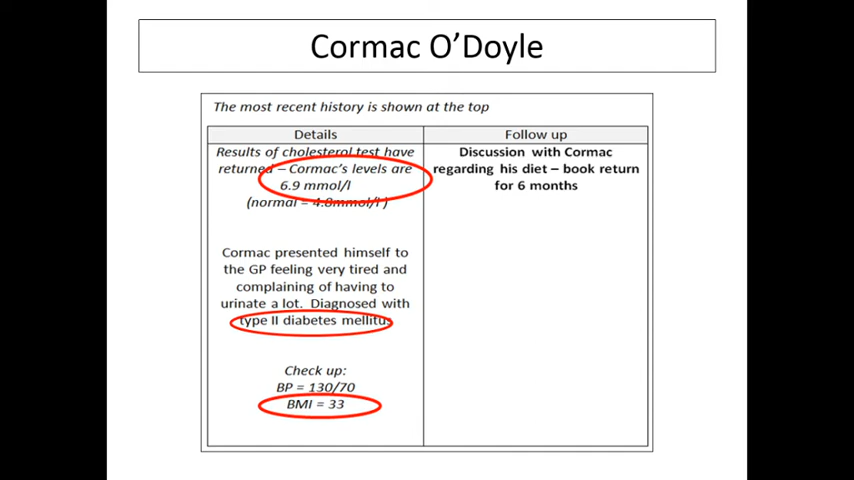 Cormac O’Doyle
The most recent history is shown at the top
Details
Follow up
Results of cholesterol test have
returned – Cormac's levels are
6.9 mmol/l
(normal = 4.8mmol/l )
Discussion with Cormac
regarding his diet – book return
for 6 months
Cormac presented himself to
the GP feeling very tired and
complaining of having to
urinate a lot. Diagnosed with
type II diabetes mellitus
Check up:
BP = 130/70
BMI = 33